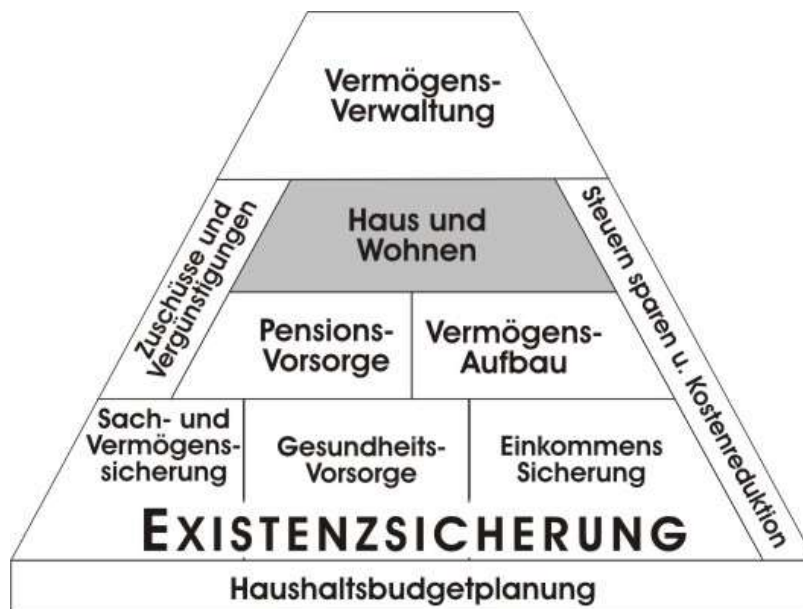 Vermögens-
Verwaltung
Zuschüsse und
Vergünstigungen
Haus und
Wohnen
Steuern sparen u. Kostenreduktion
Pensions-
Vorsorge
Vermögens-
Aufbau
Sach- und
Vermögens-
sicherung
Gesundheits-
Vorsorge
Einkommens
Sicherung
EXISTENZSICHERUNG
Haushaltsbudgetplanung